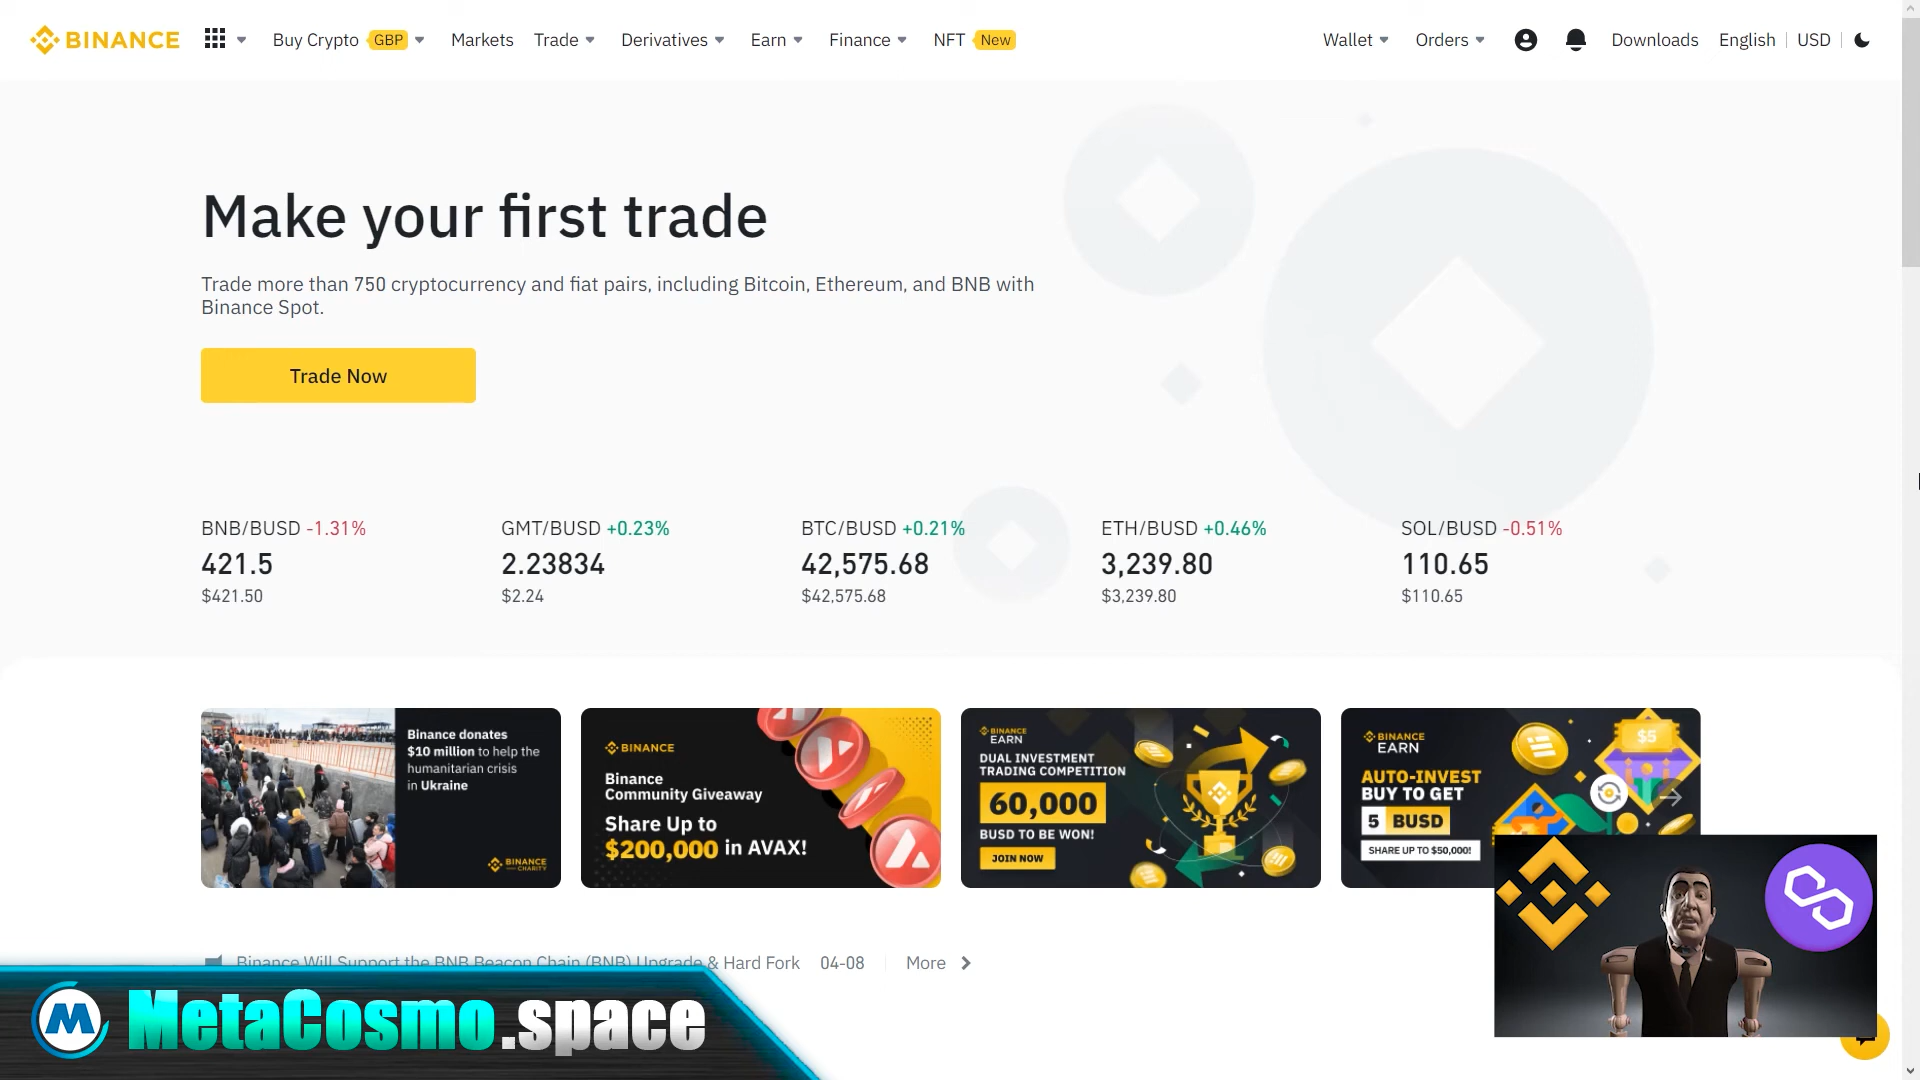 BINANCE
Buy Crypto GBP
Markets
Trade
Derivatives
Earn
Finance
NFT New
Wallet
Orders
Downloads
English
USD
Make your first trade
Trade more than 750 cryptocurrency and fiat pairs, including Bitcoin, Ethereum, and BNB with
Binance Spot.
Trade Now
BNB/BUSD -1.31%
421.5
$421.50
GMT/BUSD +0.23%
2.23834
$2.24
BTC/BUSD +0.21%
42,575.68
$42,575.68
ETH/BUSD +0.46%
3,239.80
$3,239.80
SOL/BUSD -0.51%
110.65
$110.65
Binance donates
$10 million to help the
humanitarian crisis
in Ukraine
BINANCE
CHARITY
BINANCE
Binance
Community Giveaway
Share Up to
$200,000 in AVAX!
BINANCE
EARN
DUAL INVESTMENT
TRADING COMPETITION
60,000
BUSD TO BE WON!
JOIN NOW
BINANCE
EARN
AUTO-INVEST
BUY TO GET
5 BUSD
SHARE UP TO $50,000!
$5
Binance Will Support the BNB Beacon Chain (BNB) Upgrade & Hard Fork 04-08 More
M MetaCosmo.space